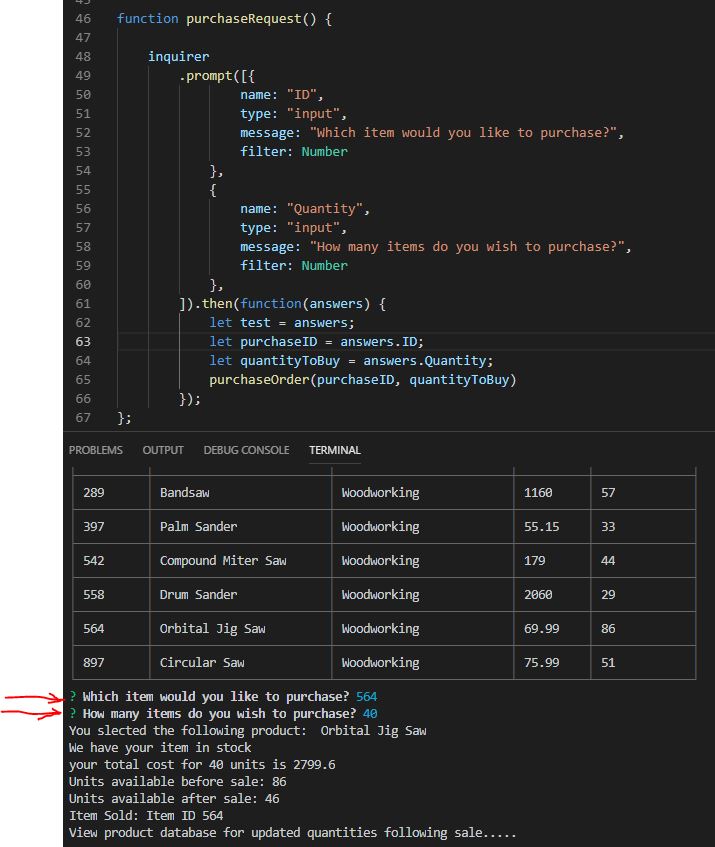 46 function purchaseRequest() {
47
48 inquirer
49 .prompt([{
50 name: "ID",
51 type: "input",
52 message: "Which item would you like to purchase?",
53 filter: Number
54 },
55 {
56 name: "Quantity",
57 type: "input",
58 message: "How many items do you wish to purchase?",
59 filter: Number
60 },
61 ]).then(function(answers) {
62 let test = answers;
63 let purchaseID = answers.ID;
64 let quantityToBuy = answers.Quantity;
65 purchaseOrder(purchaseID, quantityToBuy)
66 });
67 };
PROBLEMS OUTPUT DEBUG CONSOLE TERMINAL
289 Bandsaw Woodworking 1160 57
397 Palm Sander Woodworking 55.15 33
542 Compound Miter Saw Woodworking 179 44
558 Drum Sander Woodworking 2060 29
564 Orbital Jig Saw Woodworking 69.99 86
897 Circular Saw Woodworking 75.99 51
? Which item would you like to purchase? 564
? How many items do you wish to purchase? 40
You slected the following product:  Orbital Jig Saw
We have your item in stock
your total cost for 40 units is 2799.6
Units available before sale: 86
Units available after sale: 46
Item Sold: Item ID 564
View product database for updated quantities following sale.....